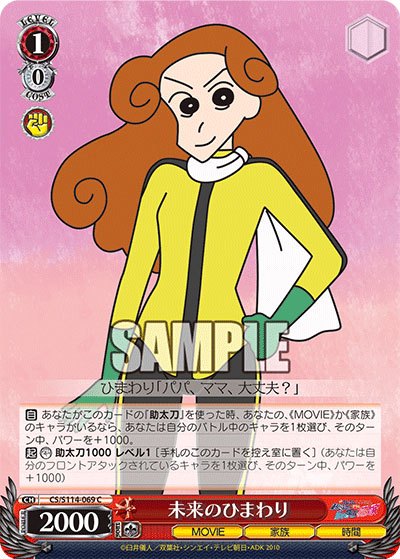 LEVEL
1
0
COST
SAMPLE
ひまわり「パパ、ママ、大丈夫？」
自 あなたがこのカードの「助太刀」を使った時、あなたの、《MOVIE》か《家族》
のキャラがいるなら、あなたは自分のバトル中のキャラを1枚選び、そのター
ン中、パワーを+1000。
起 助太刀1000 レベル1 ［手札のこのカードを控え室に置く］ (あなたは自分
のフロントアタックされているキャラを1枚選び、そのターン中、パワーを
+1000)
CH
CS/S114-069 C
2000
未来のひまわり
MOVIE
家族
時間
©臼井儀人／双葉社・シンエイ・テレビ朝日・ADK 2010